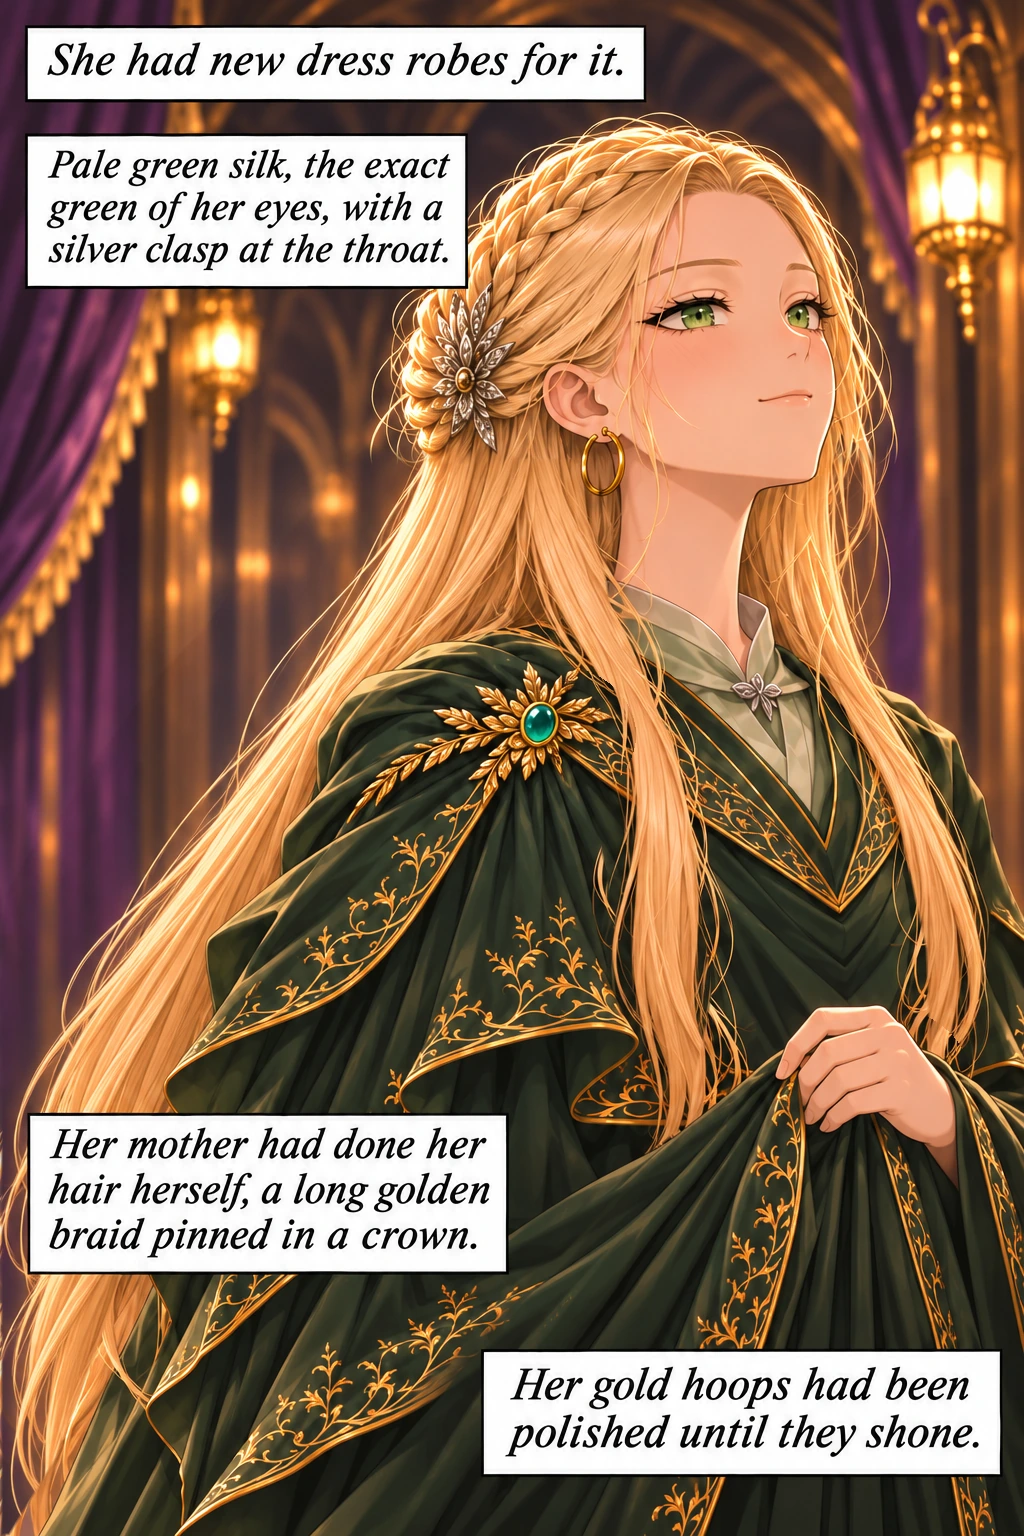 She had new dress robes for it.
Pale green silk, the exact
green of her eyes, with a
silver clasp at the throat.
Her mother had done her
hair herself, a long golden
braid pinned in a crown.
Her gold hoops had been
polished until they shone.